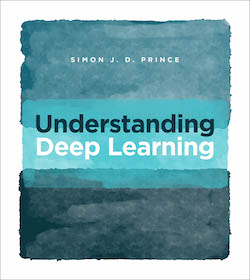 SIMON J. D. PRINCE
Understanding
Deep Learning